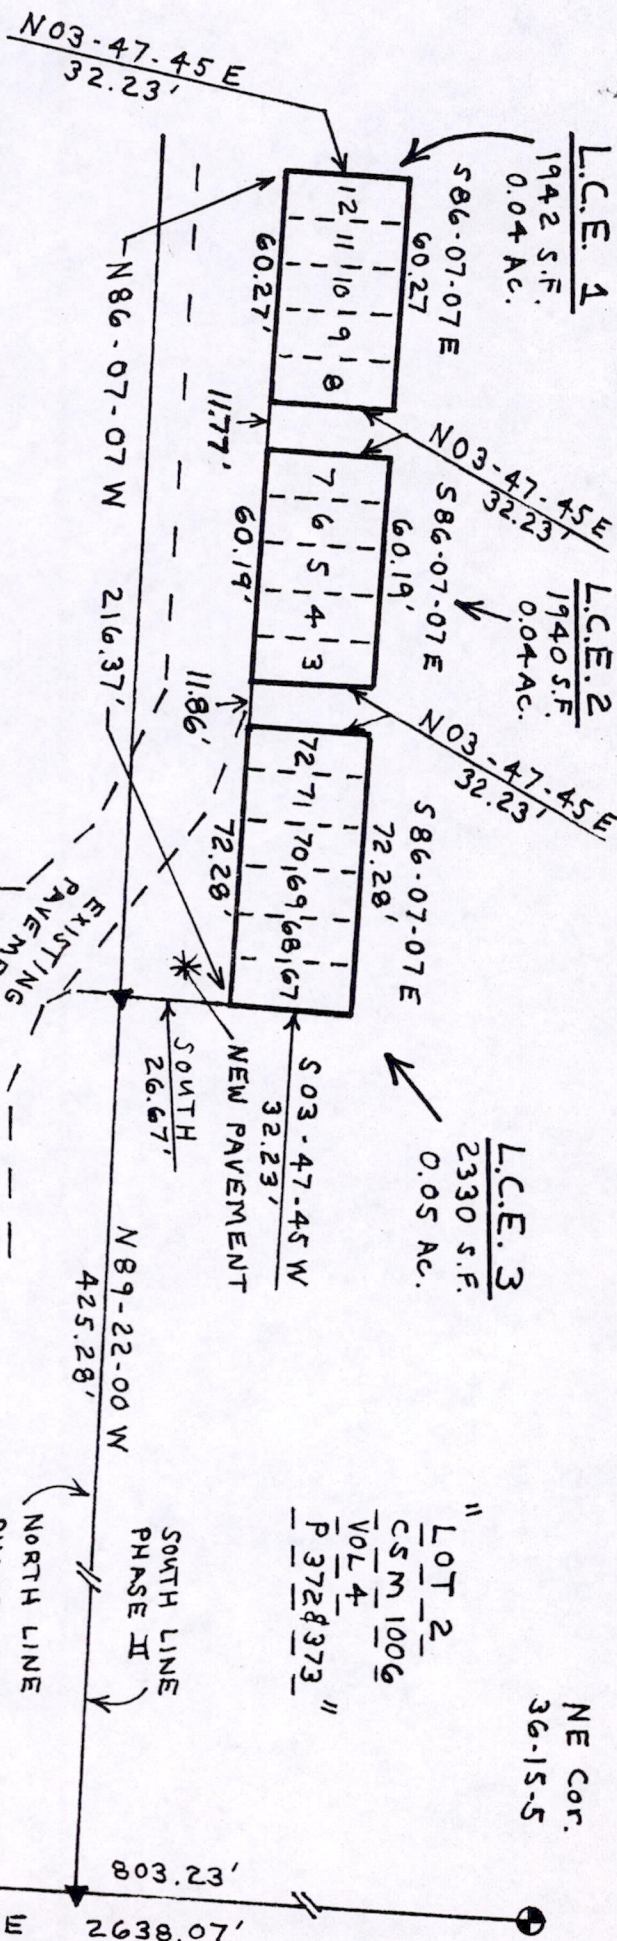 N03-47-45 E
32.23'
L.C.E. 1
1942 S.F.
0.04 Ac.
S86-07-07 E
60.27
12 11 10 9 8
60.27'
N03-47-45 E
32.23'
L.C.E. 2
1940 S.F
0.04 Ac.
S86-07-07 E
60.19'
7 6 5 4 3
60.19'
11.77'
N03-47-45 E
32.23'
S86-07-07 E
72.28'
72 71 70 69 68 67
72.28'
11.86'
N86-07-07 W 216.37'
L.C.E. 3
2330 S.F.
0.05 Ac.
S03-47-45 W
32.23'
NEW PAVEMENT
SOUTH
26.67'
EXISTING
N89-22-00 W
425.28'
"LOT 2
CSM 1006
VOL 4
P 372&373"
NE Cor.
36-15-5
SOUTH LINE
PHASE II
NORTH LINE
803.23'
E 2638.07'